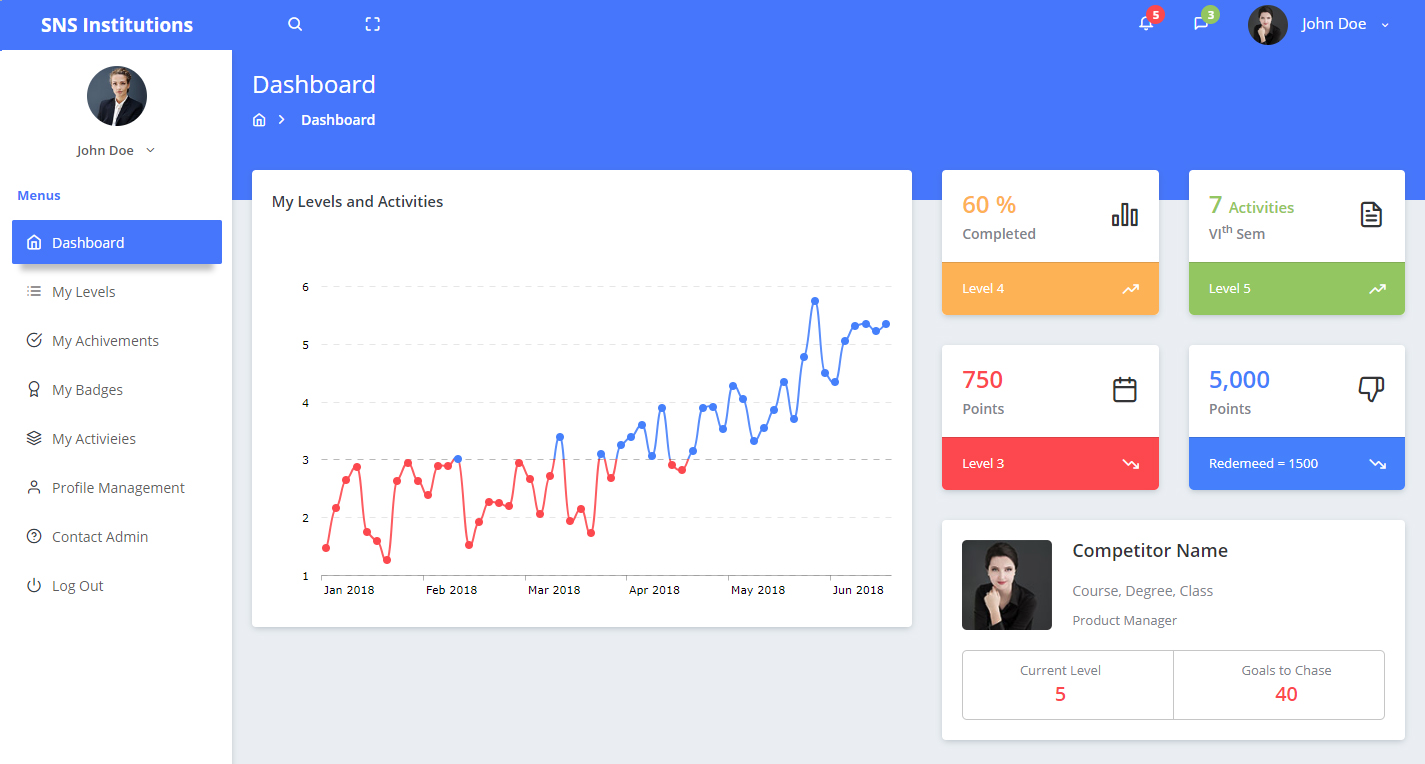 SNS Institutions
5
3
John Doe
John Doe
Menus
Dashboard
My Levels
My Achivements
My Badges
My Activieies
Profile Management
Contact Admin
Log Out
Dashboard
Dashboard
My Levels and Activities
6
5
4
3
2
1
Jan 2018 Feb 2018 Mar 2018 Apr 2018 May 2018 Jun 2018
60 %
Completed
Level 4
7 Activities
VIth Sem
Level 5
750
Points
Level 3
5,000
Points
Redemeed = 1500
Competitor Name
Course, Degree, Class
Product Manager
Current Level
5
Goals to Chase
40